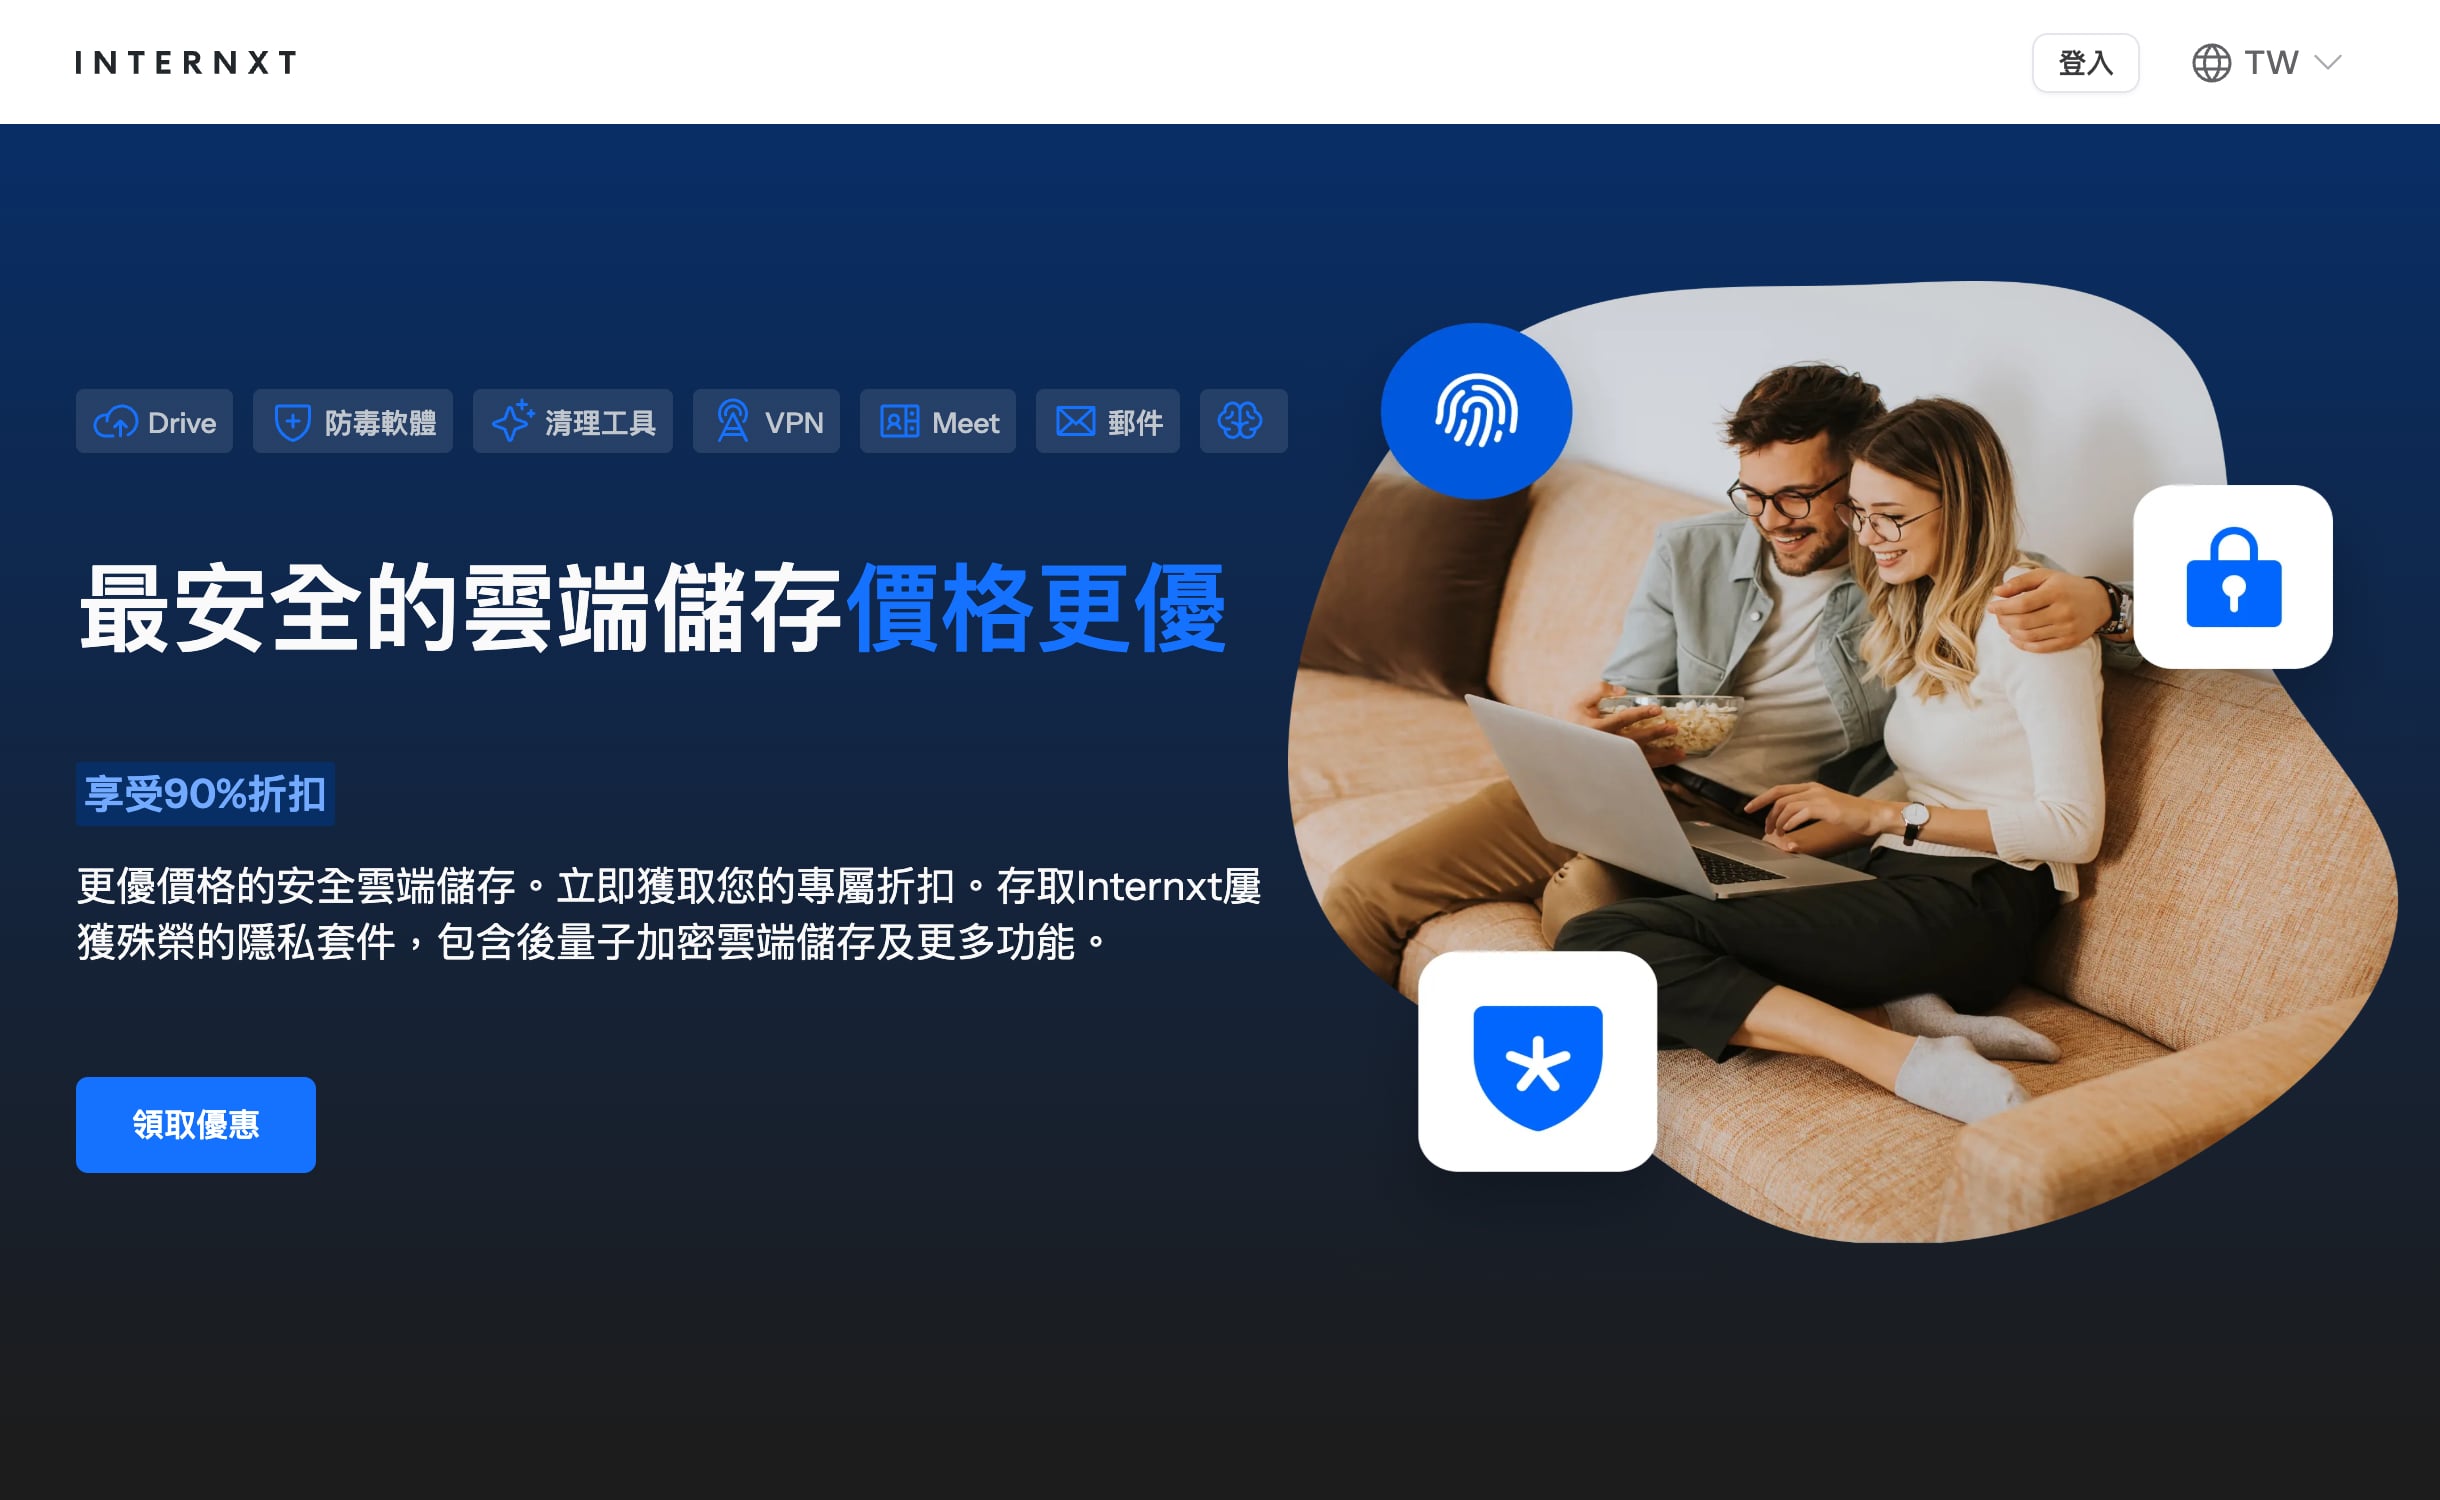 INTERNXT
登入
TW
Drive
防毒軟體
清理工具
VPN
Meet
郵件
最安全的雲端儲存價格更優
享受90%折扣
更優價格的安全雲端儲存。立即獲取您的專屬折扣。存取Internxt屢
獲殊榮的隱私套件，包含後量子加密雲端儲存及更多功能。
領取優惠